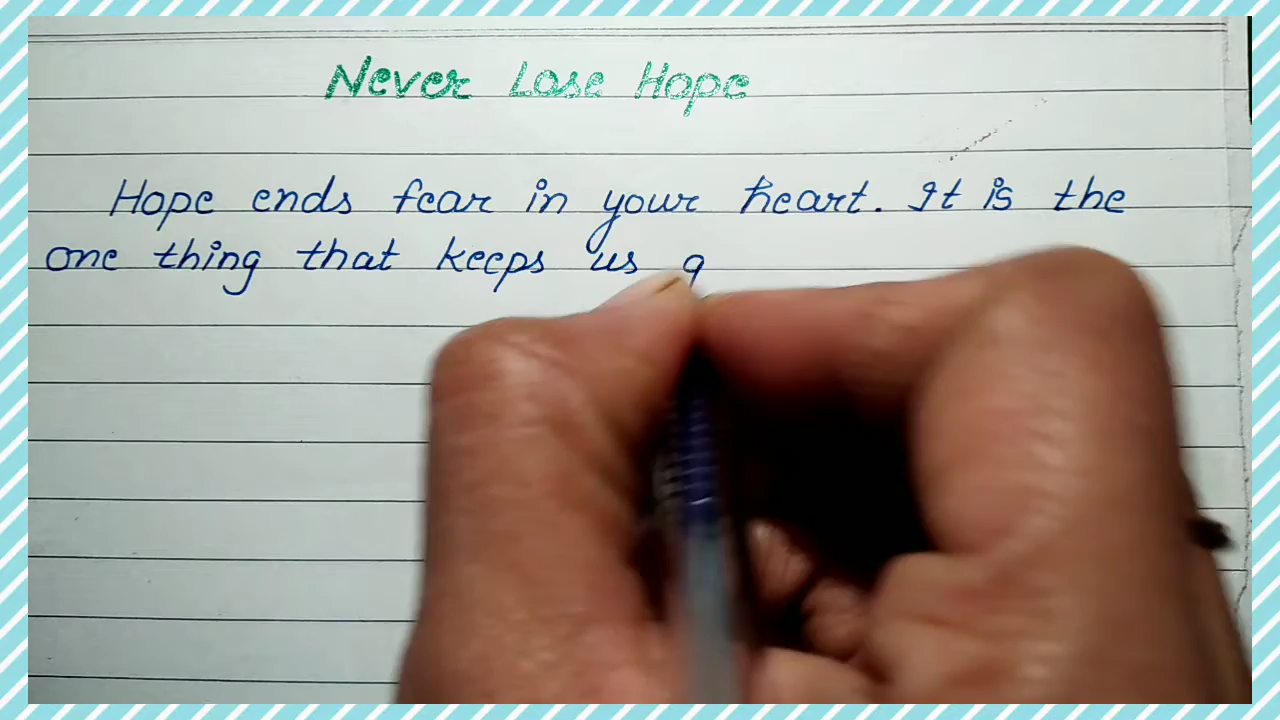 Never Lose Hope
Hope ends fear in your heart. It is the
one thing that keeps us g